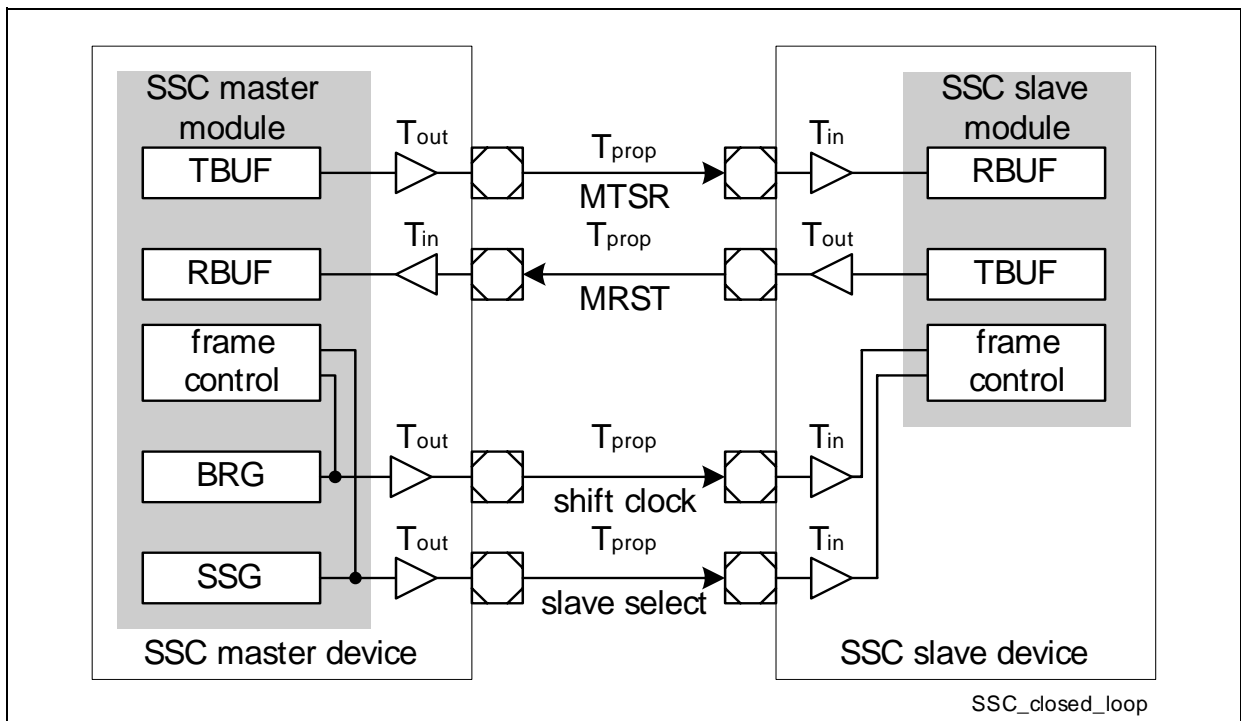 SSC master
module
SSC slave
module
Tout
Tprop
Tin
TBUF
MTSR
RBUF
Tin
Tprop
Tout
RBUF
MRST
TBUF
frame
control
frame
control
Tout
Tprop
Tin
BRG
shift clock
Tout
Tprop
Tin
SSG
slave select
SSC master device
SSC slave device
SSC_closed_loop